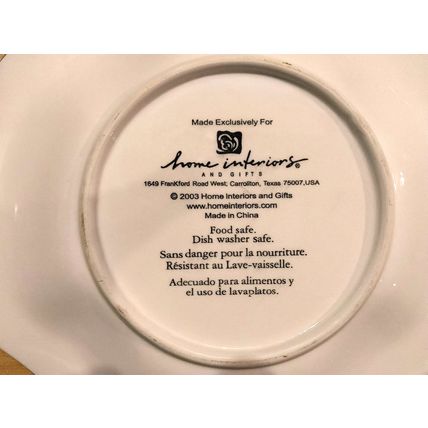 Made Exclusively For
home interiors®
AND GIFTS
1649 FranKford Road West; Carrollton, Texas 75007,USA
© 2003 Home Interiors and Gifts
www.homeinteriors.com
Made in China
Food safe.
Dish washer safe.
Sans danger pour la nourriture.
Résistant au Lave-vaisselle.
Adecuado para alimentos y
el uso de lavaplatos.